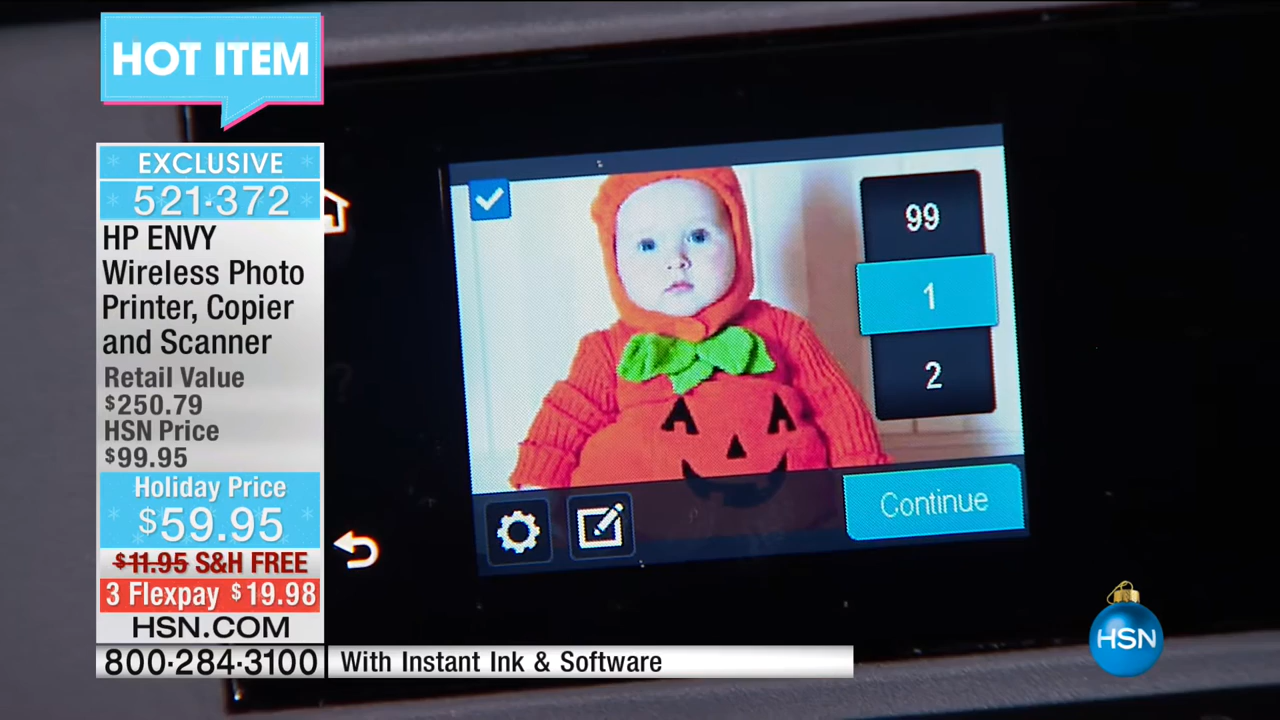 HOT ITEM
EXCLUSIVE
521·372
HP ENVY
Wireless Photo
Printer, Copier
and Scanner
Retail Value
$250.79
HSN Price
$99.95
Holiday Price
$59.95
$11.95 S&H FREE
3 Flexpay $19.98
HSN.COM
800·284·3100
With Instant Ink & Software
99
1
2
Continue
HSN